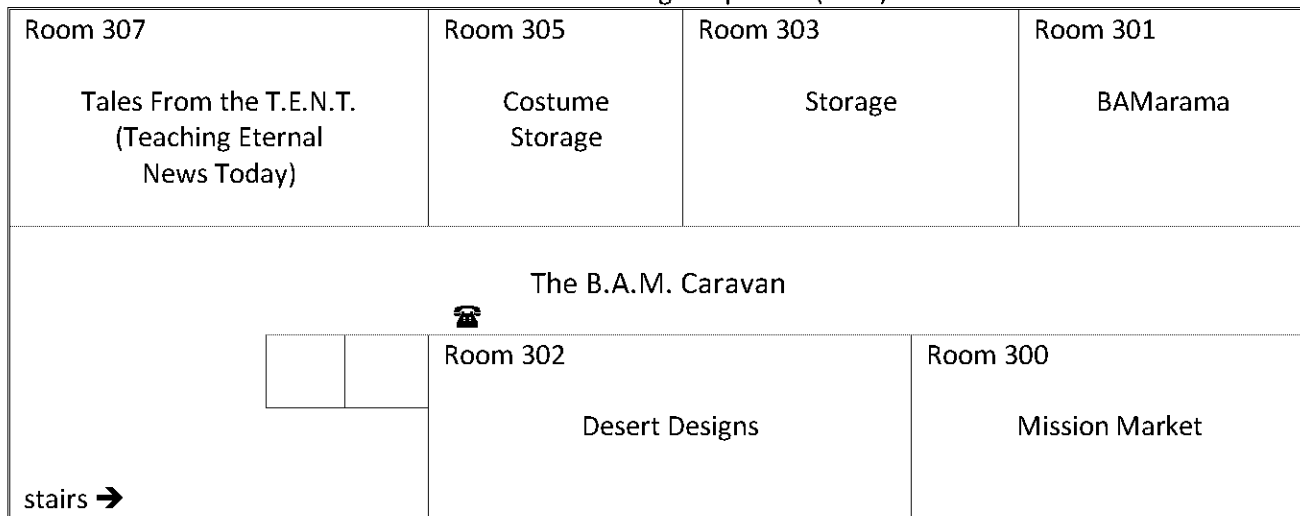 Room 307
Tales From the T.E.N.T.
(Teaching Eternal
News Today)
Room 305
Costume
Storage
Room 303
Storage
Room 301
BAMarama
The B.A.M. Caravan
Room 302
Desert Designs
Room 300
Mission Market
stairs →